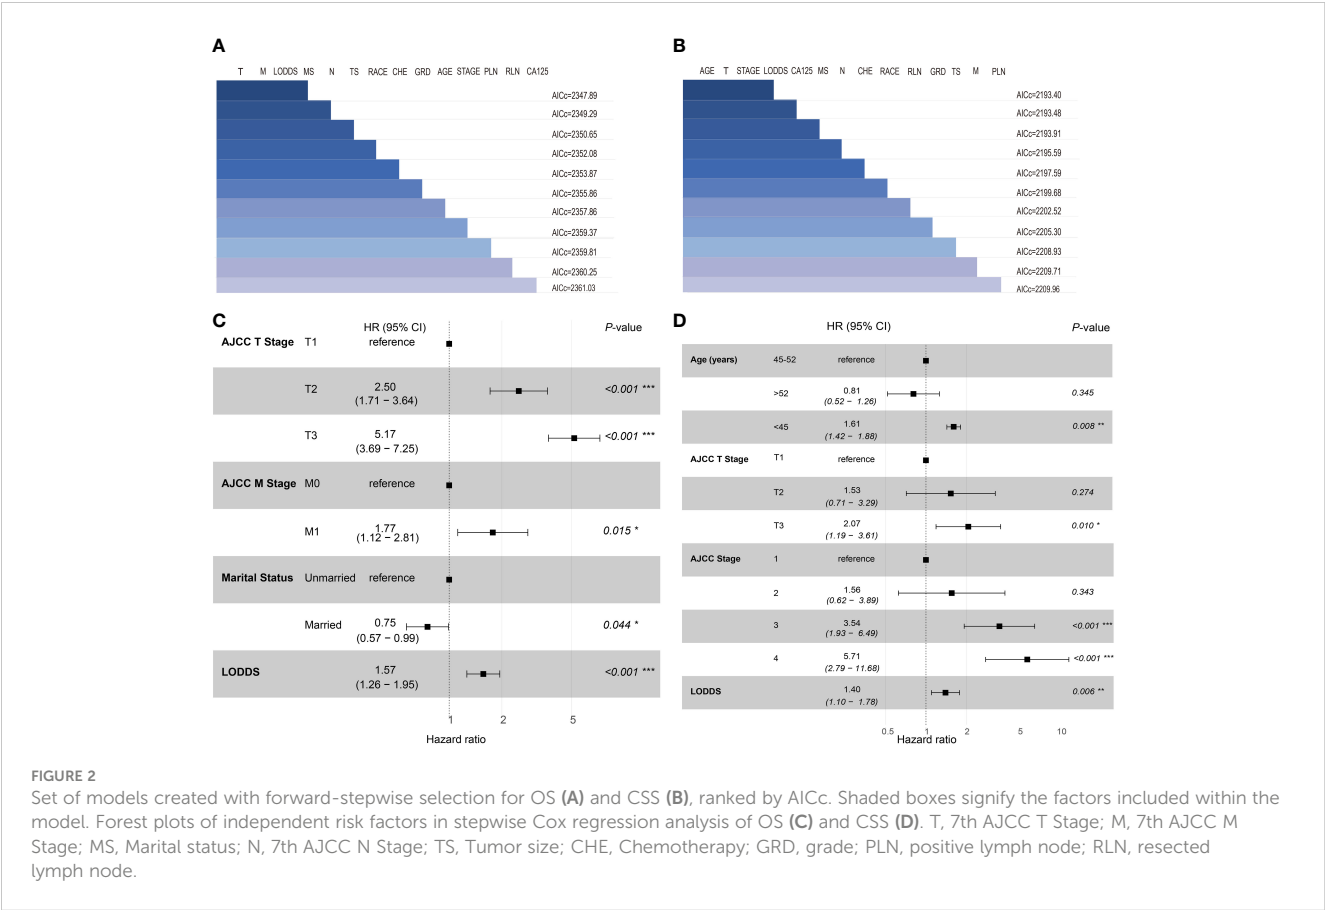 A
T M LODDS MS N TS RACE CHE GRD AGE STAGE PLN RLN CA125
AICc=2347.89
AICc=2349.29
AICc=2350.65
AICc=2352.08
AICc=2353.87
AICc=2355.86
AICc=2357.86
AICc=2359.37
AICc=2359.81
AICc=2360.25
AICc=2361.03
B
AGE T STAGE LODDS CA125 MS N CHE RACE RLN GRD TS M PLN
AICc=2193.40
AICc=2193.48
AICc=2193.91
AICc=2195.59
AICc=2197.59
AICc=2199.68
AICc=2202.52
AICc=2205.30
AICc=2208.93
AICc=2209.71
AICc=2209.96
C
HR (95% CI) P-value
AJCC T Stage T1 reference
T2 2.50 <0.001 ***
(1.71 − 3.64)
T3 5.17 <0.001 ***
(3.69 − 7.25)
AJCC M Stage M0 reference
M1 1.77 0.015 *
(1.12 − 2.81)
Marital Status Unmarried reference
Married 0.75 0.044 *
(0.57 − 0.99)
LODDS 1.57 <0.001 ***
(1.26 − 1.95)
1 2 5
Hazard ratio
D
HR (95% CI) P-value
Age (years) 45-52 reference
>52 0.81 0.345
(0.52 − 1.26)
<45 1.61 0.008 **
(1.42 − 1.88)
AJCC T Stage T1 reference
T2 1.53 0.274
(0.71 − 3.29)
T3 2.07 0.010 *
(1.19 − 3.61)
AJCC Stage 1 reference
2 1.56 0.343
(0.62 − 3.89)
3 3.54 <0.001 ***
(1.93 − 6.49)
4 5.71 <0.001 ***
(2.79 − 11.68)
LODDS 1.40 0.006 **
(1.10 − 1.78)
0.5 1 2 5 10
Hazard ratio
FIGURE 2
Set of models created with forward-stepwise selection for OS (A) and CSS (B), ranked by AICc. Shaded boxes signify the factors included within the
model. Forest plots of independent risk factors in stepwise Cox regression analysis of OS (C) and CSS (D). T, 7th AJCC T Stage; M, 7th AJCC M
Stage; MS, Marital status; N, 7th AJCC N Stage; TS, Tumor size; CHE, Chemotherapy; GRD, grade; PLN, positive lymph node; RLN, resected
lymph node.